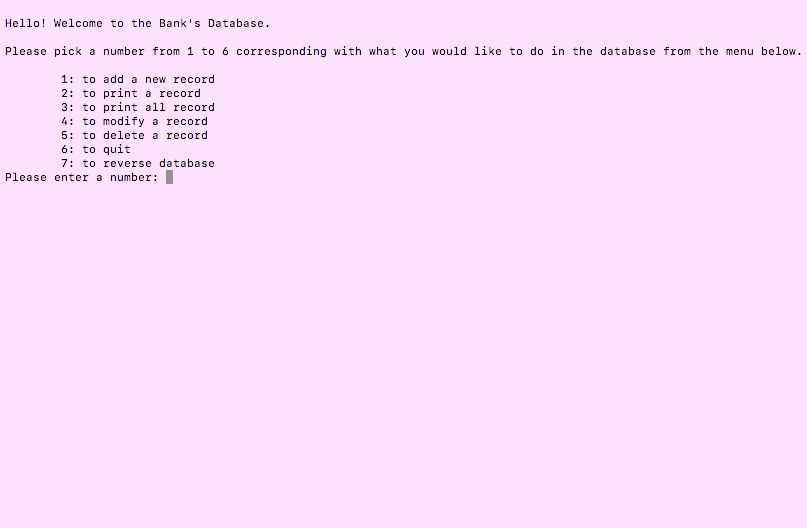 Hello! Welcome to the Bank's Database.
Please pick a number from 1 to 6 corresponding with what you would like to do in the database from the menu below.
1: to add a new record
2: to print a record
3: to print all record
4: to modify a record
5: to delete a record
6: to quit
7: to reverse database
Please enter a number: